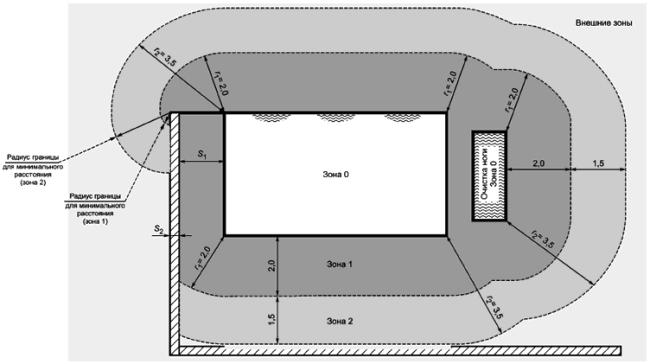 Внешние зоны
r₂= 3,5
r₁= 2,0
r₁= 2,0
r₁= 2,0
Радиус границы
для минимального
расстояния
(зона 2)
S₁
Зона 0
Очистка ноги
Зона 0
2,0
1,5
Радиус границы
для минимального
расстояния
(зона 1)
S₂
r₁= 2,0
2,0
Зона 1
r₂= 3,5
r₂= 3,5
1,5
Зона 2